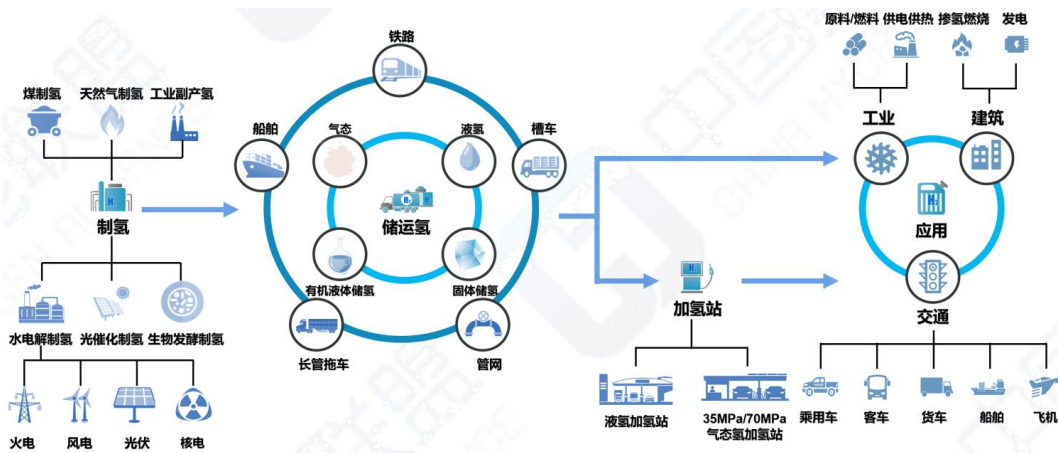 煤制氢
天然气制氢
工业副产氢
H₂
制氢
水电解制氢
光催化制氢
生物发酵制氢
火电
风电
光伏
核电
铁路
船舶
气态
液氢
槽车
H₂
H₂
储运氢
有机液体储氢
固体储氢
长管拖车
管网
H₂
加氢站
液氢加氢站
35MPa/70MPa
气态氢加氢站
原料/燃料
供电供热
掺氢燃烧
发电
工业
建筑
H₂
应用
交通
乘用车
客车
货车
船舶
飞机